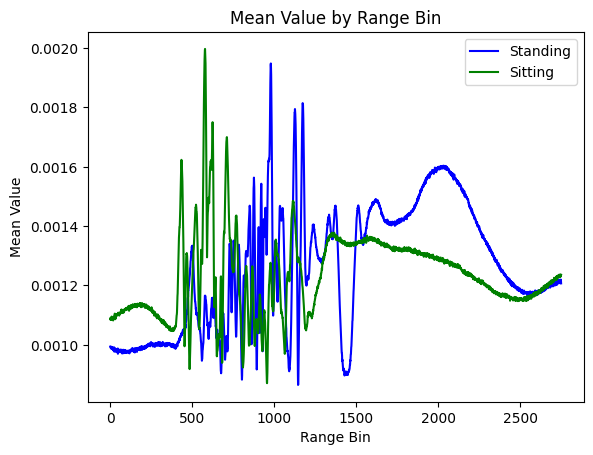 Mean Value by Range Bin
Standing
Sitting
0.0020
0.0018
0.0016
0.0014
0.0012
0.0010
Mean Value
0
500
1000
1500
2000
2500
Range Bin